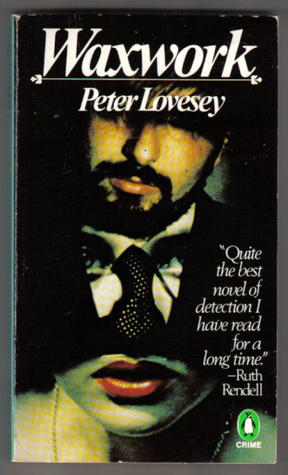 Waxwork
Peter Lovesey
"Quite
the best
novel of
detection I
have read
for a
long time."
–Ruth
Rendell
CRIME